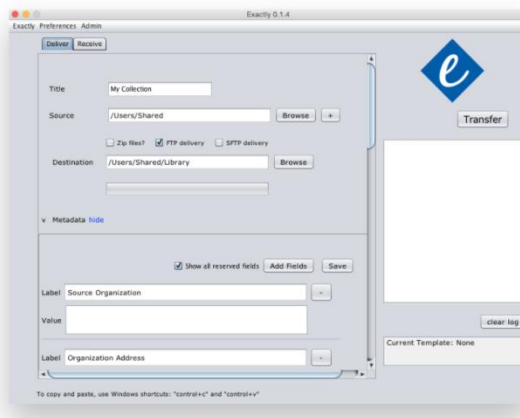 Exactly 0.1.4
Exactly Preferences Admin
Deliver Receive
Title My Collection
Source /Users/Shared Browse +
Zip files? FTP delivery SFTP delivery
Destination /Users/Shared/Library Browse
v Metadata hide
Show all reserved fields Add Fields Save
Label Source Organization -
Value
Label Organization Address -
To copy and paste, use Windows shortcuts: "control+c" and "control+v"
e
Transfer
clear log
Current Template: None